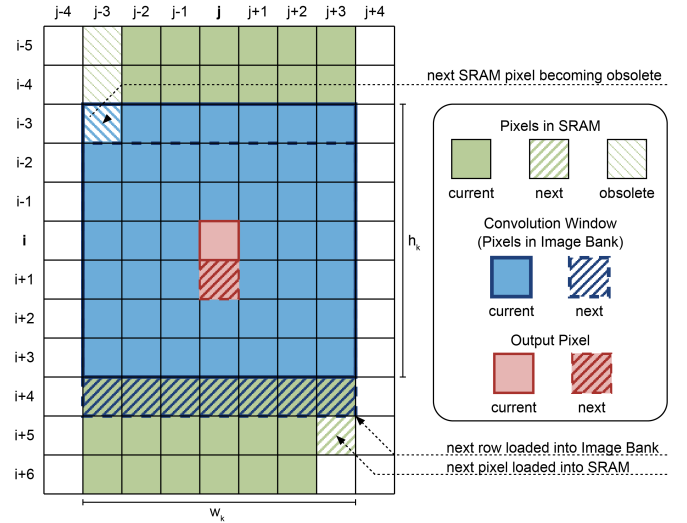 j-4 j-3 j-2 j-1 j j+1 j+2 j+3 j+4
i-5
i-4
i-3
i-2
i-1
i
i+1
i+2
i+3
i+4
i+5
i+6
next SRAM pixel becoming obsolete
h_k
Pixels in SRAM
current next obsolete
Convolution Window
(Pixels in Image Bank)
current next
Output Pixel
current next
next row loaded into Image Bank
next pixel loaded into SRAM
w_k